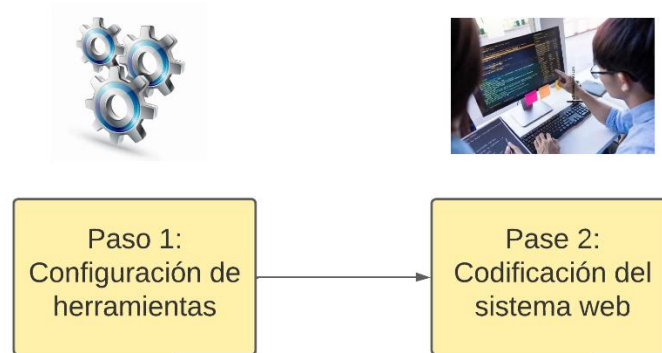 Paso 1:
Configuración de
herramientas
Pase 2:
Codificación del
sistema web